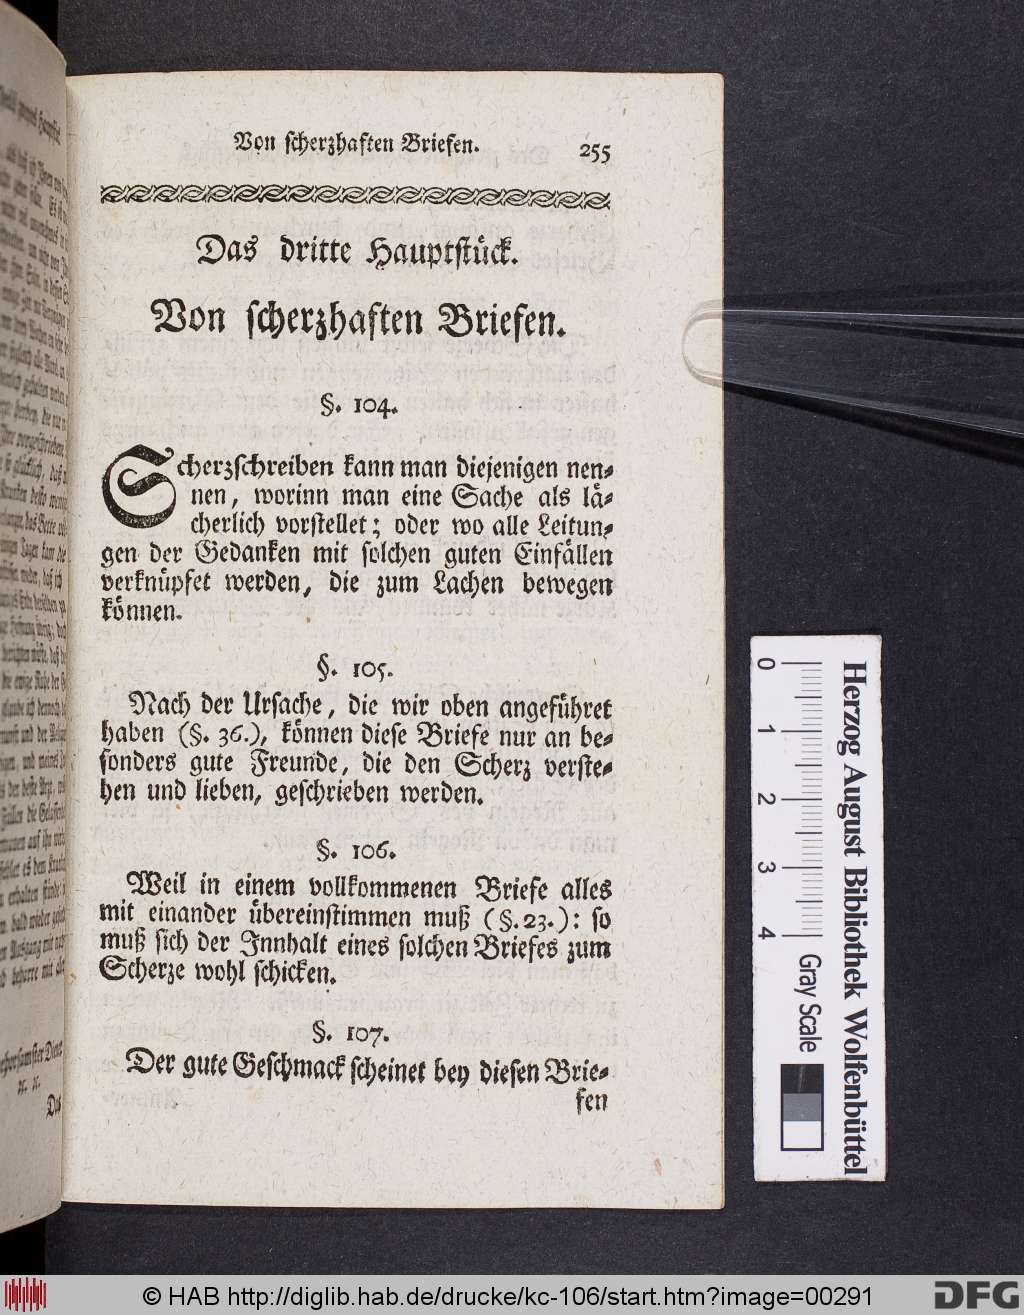 Von scherzhaften Briefen. 255
Das dritte Hauptstück.
Von scherzhaften Briefen.
§. 104.
Scherzschreiben kann man diejenigen nen-
nen, worinn man eine Sache als lä-
cherlich vorstellet; oder wo alle Leitun-
gen der Gedanken mit solchen guten Einfällen
verknüpfet werden, die zum Lachen bewegen
können.
§. 105.
Nach der Ursache, die wir oben angeführet
haben (§. 36.), können diese Briefe nur an be-
sonders gute Freunde, die den Scherz verste-
hen und lieben, geschrieben werden.
§. 106.
Weil in einem vollkommenen Briefe alles
mit einander übereinstimmen muß (§. 23.): so
muß sich der Innhalt eines solchen Briefes zum
Scherze wohl schicken.
§. 107.
Der gute Geschmack scheinet bey diesen Brie-
fen
0 1 2 3 4
Gray Scale
Herzog August Bibliothek Wolfenbüttel
© HAB http://diglib.hab.de/drucke/kc-106/start.htm?image=00291
DFG